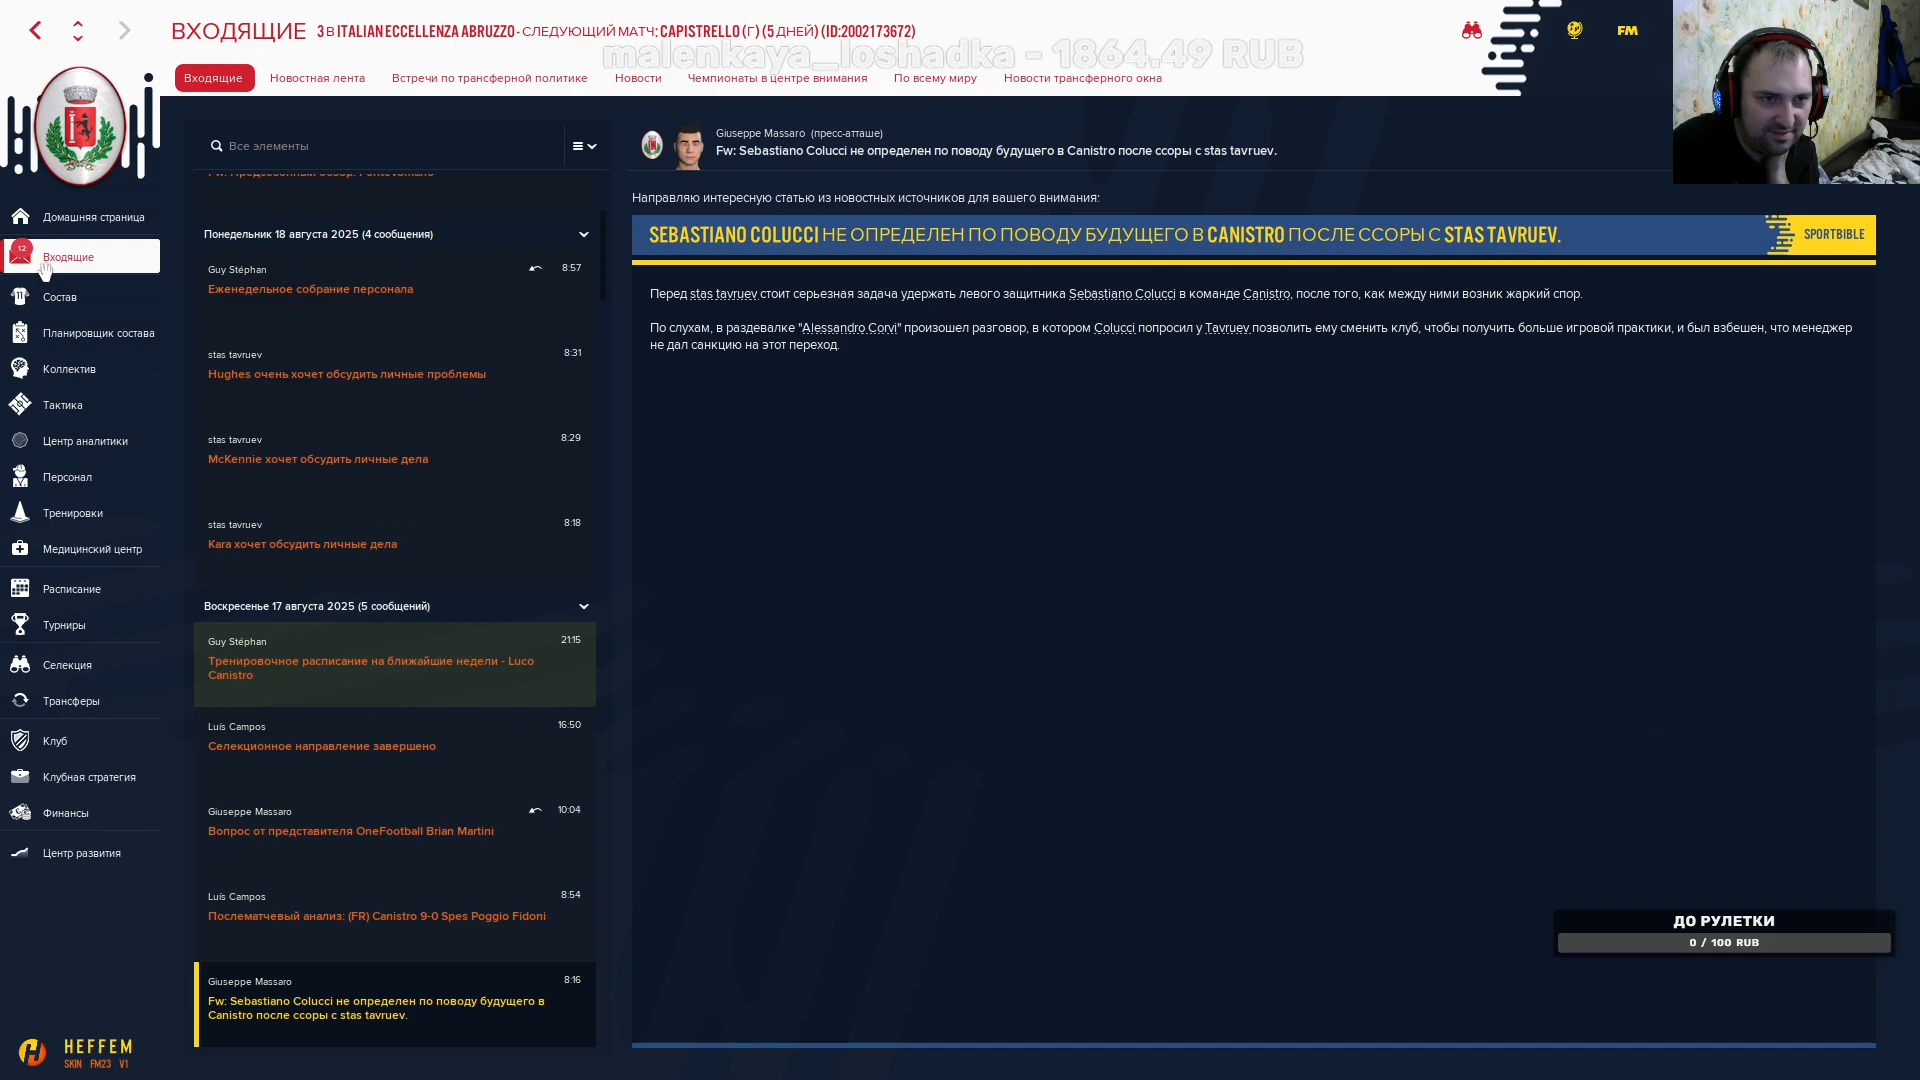 ВХОДЯЩИЕ
3 В ITALIAN ECCELLENZA ABRUZZO - СЛЕДУЮЩИЙ МАТЧ: CAPISTRELLO (Г) (5 ДНЕЙ) (ID:2002173672)
malenkaya_loshadka - 1864.49 RUB
FM
Входящие
Новостная лента
Встречи по трансферной политике
Новости
Чемпионаты в центре внимания
По всему миру
Новости трансферного окна
Домашняя страница
12
Входящие
Состав
Планировщик состава
Коллектив
Тактика
Центр аналитики
Персонал
Тренировки
Медицинский центр
Расписание
Турниры
Селекция
Трансферы
Клуб
Клубная стратегия
Финансы
Центр развития
HEFFEM
SKIN FM23 V1
Все элементы
Fw: Предсезонный обзор: Pontevomano
Понедельник 18 августа 2025 (4 сообщения)
Guy Stéphan 8:57
Еженедельное собрание персонала
stas tavruev 8:31
Hughes очень хочет обсудить личные проблемы
stas tavruev 8:29
McKennie хочет обсудить личные дела
stas tavruev 8:18
Kara хочет обсудить личные дела
Воскресенье 17 августа 2025 (5 сообщений)
Guy Stéphan 21:15
Тренировочное расписание на ближайшие недели - Luco
Canistro
Luís Campos 16:50
Селекционное направление завершено
Giuseppe Massaro 10:04
Вопрос от представителя OneFootball Brian Martini
Luís Campos 8:54
Послематчевый анализ: (FR) Canistro 9-0 Spes Poggio Fidoni
Giuseppe Massaro 8:16
Fw: Sebastiano Colucci не определен по поводу будущего в
Canistro после ссоры с stas tavruev.
Giuseppe Massaro (пресс-атташе)
Fw: Sebastiano Colucci не определен по поводу будущего в Canistro после ссоры с stas tavruev.
Направляю интересную статью из новостных источников для вашего внимания:
SEBASTIANO COLUCCI НЕ ОПРЕДЕЛЕН ПО ПОВОДУ БУДУЩЕГО В CANISTRO ПОСЛЕ ССОРЫ С STAS TAVRUEV.
SPORTBIBLE
Перед stas tavruev стоит серьезная задача удержать левого защитника Sebastiano Colucci в команде Canistro, после того, как между ними возник жаркий спор.
По слухам, в раздевалке "Alessandro Corvi" произошел разговор, в котором Colucci попросил у Tavruev позволить ему сменить клуб, чтобы получить больше игровой практики, и был взбешен, что менеджер
не дал санкцию на этот переход.
ДО РУЛЕТКИ
0 / 100 RUB